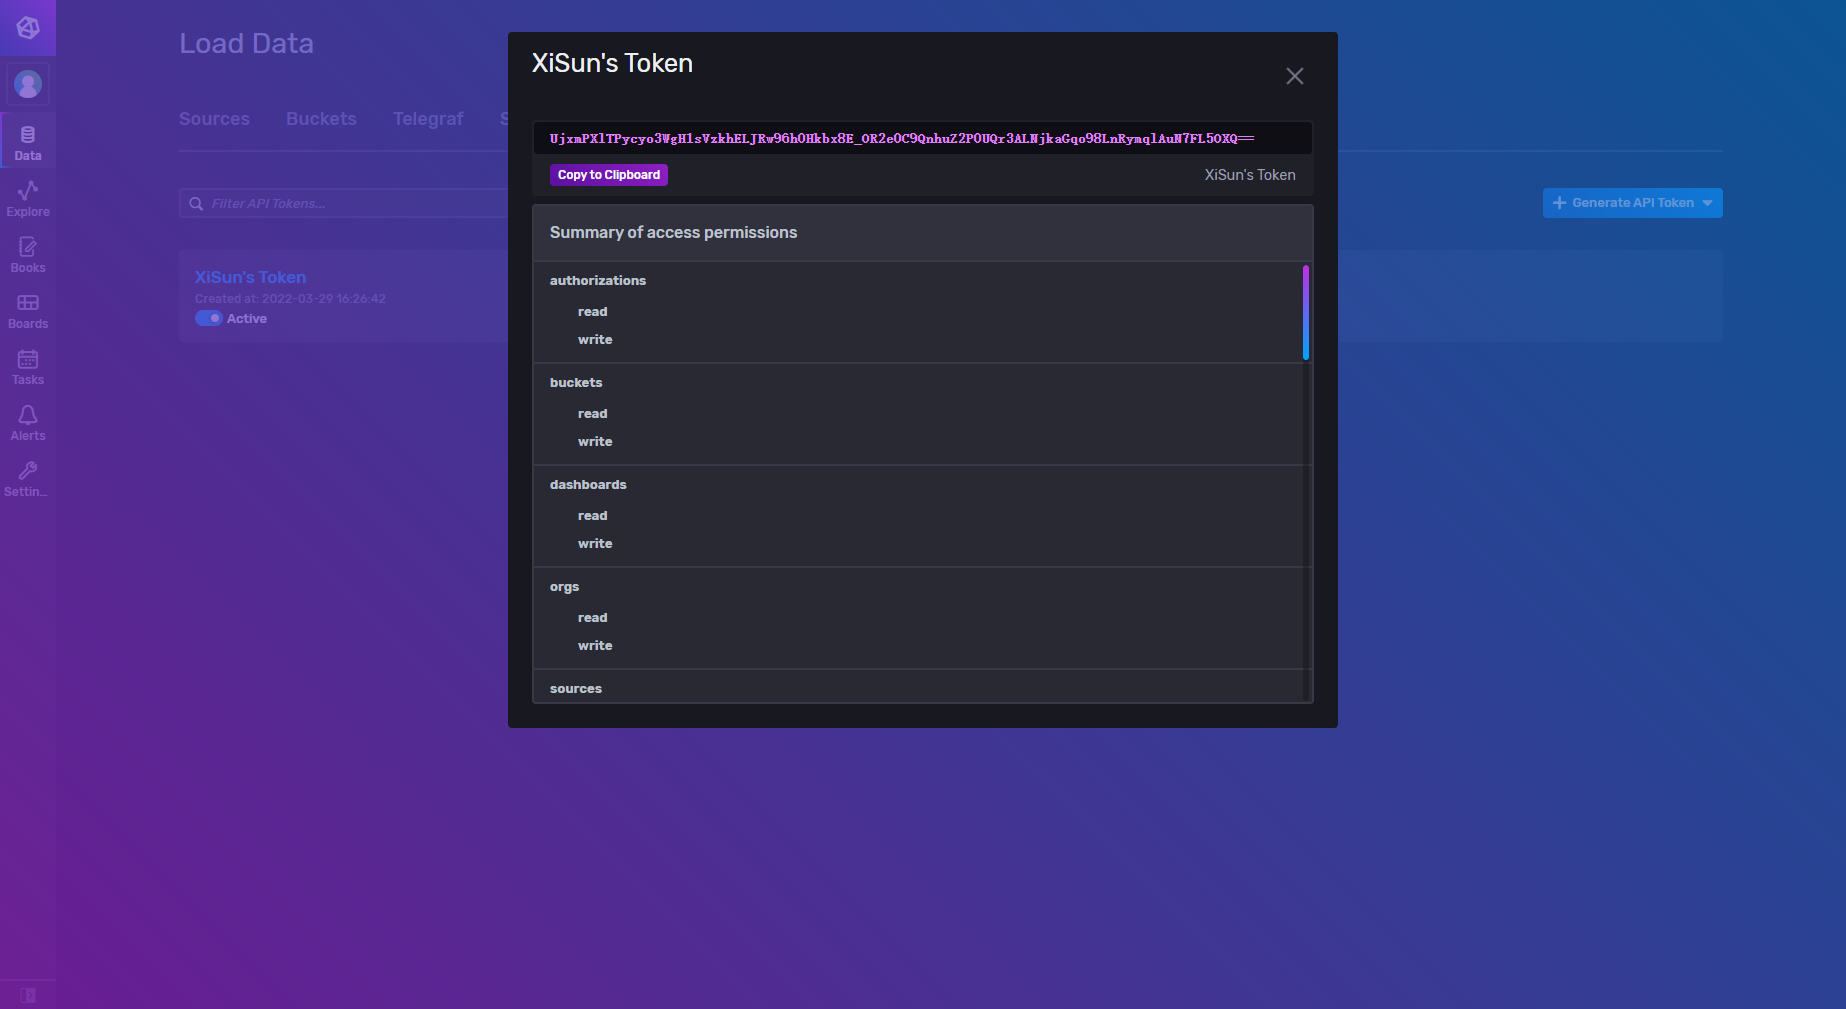 Load Data
Sources Buckets Telegraf S
Filter API Tokens...
Generate API Token
XiSun's Token
Created at: 2022-03-29 16:26:42
Active
Data
Explore
Books
Boards
Tasks
Alerts
Settin...
XiSun's Token
UjxmPXlTPycyo3WgH1sVzkhELJRw96hOHkbx8E_OR2eOC9QnhuZ2POUQr3ALNjkaGqo98LnRymqlAuN7FL5OXQ==
Copy to Clipboard
XiSun's Token
Summary of access permissions
authorizations
read
write
buckets
read
write
dashboards
read
write
orgs
read
write
sources